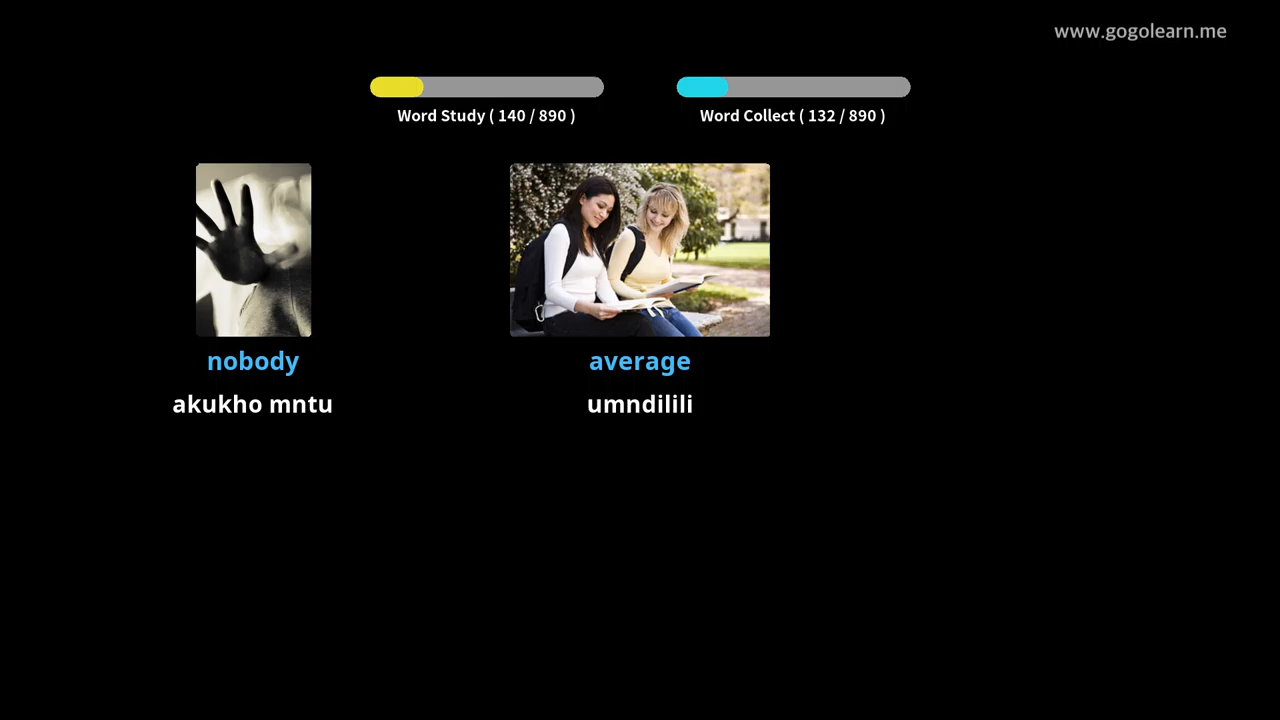 www.gogolearn.me
Word Study ( 140 / 890 )
Word Collect ( 132 / 890 )
nobody
average
akukho mntu
umndilili